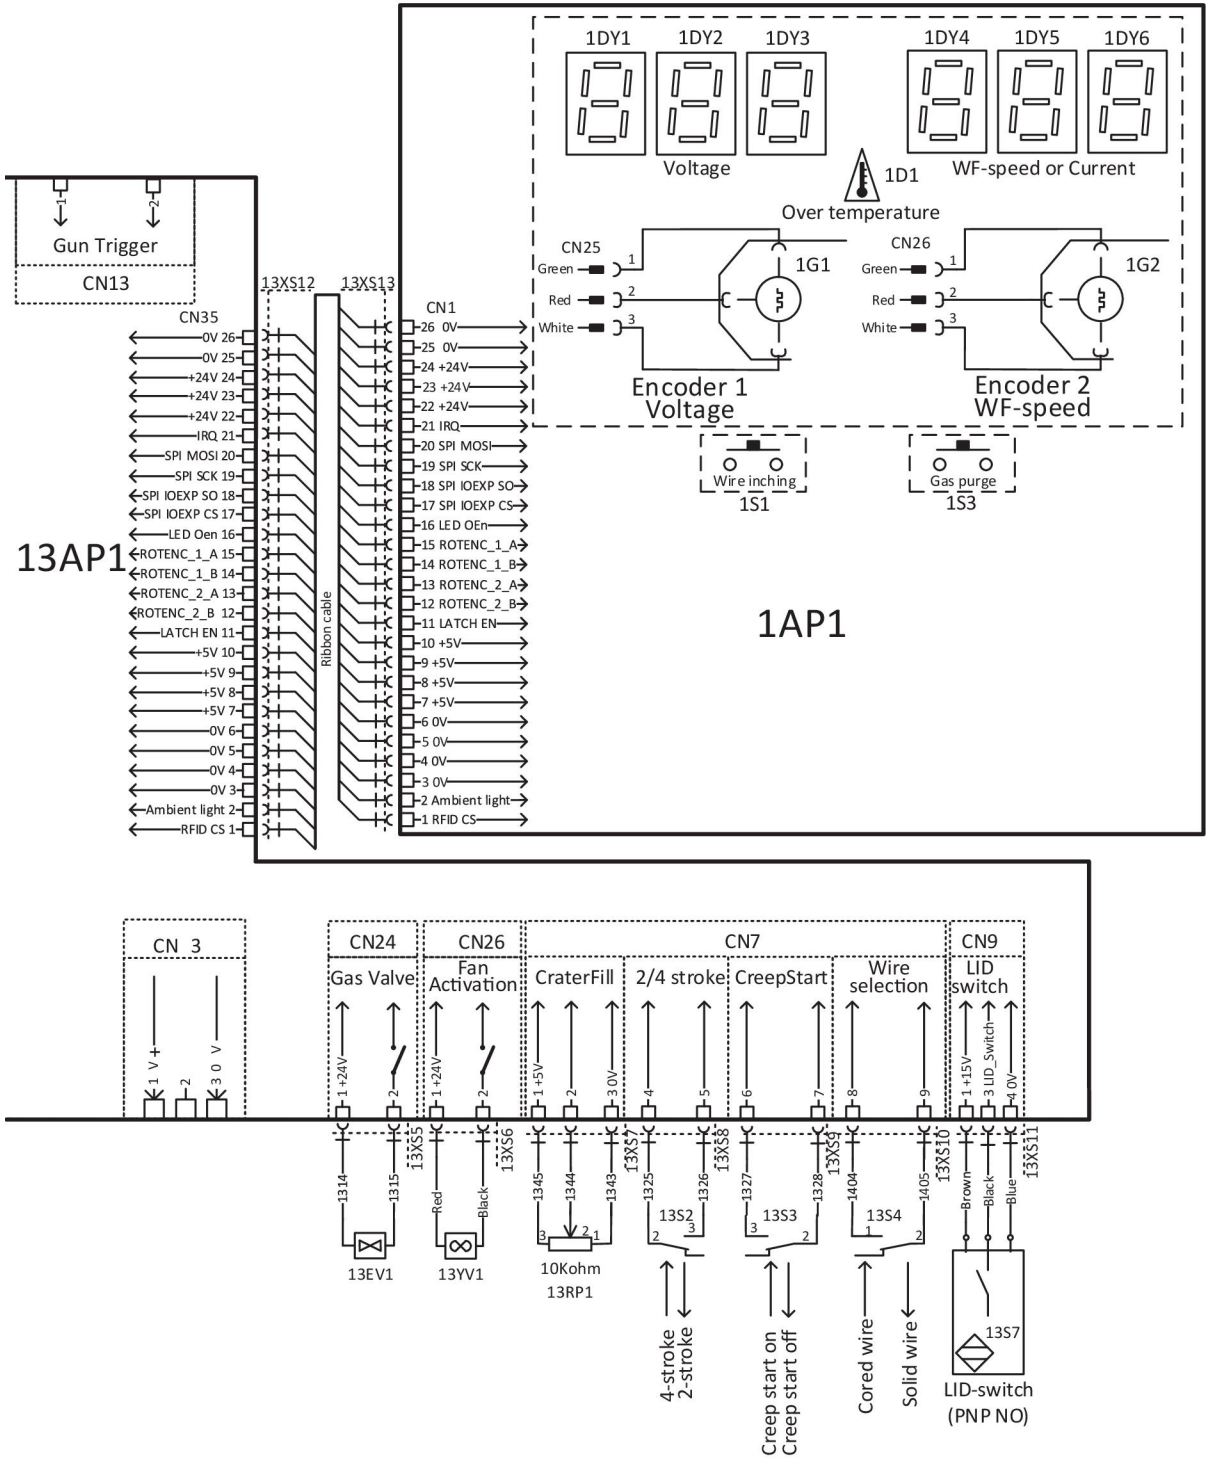 1DY1 1DY2 1DY3
Voltage
1DY4 1DY5 1DY6
WF-speed or Current
1D1
Over temperature
CN25
Green 1
Red 2
White 3
1G1
Encoder 1
Voltage
CN26
Green 1
Red 2
White 3
1G2
Encoder 2
WF-speed
Wire inching
1S1
Gas purge
1S3
1AP1
1 2
Gun Trigger
CN13
13AP1
13XS12
13XS13
Ribbon cable
CN35
0V 26
0V 25
+24V 24
+24V 23
+24V 22
IRQ 21
SPI MOSI 20
SPI SCK 19
SPI IOEXP SO 18
SPI IOEXP CS 17
LED Oen 16
ROTENC_1_A 15
ROTENC_1_B 14
ROTENC_2_A 13
ROTENC_2_B 12
LATCH EN 11
+5V 10
+5V 9
+5V 8
+5V 7
0V 6
0V 5
0V 4
0V 3
Ambient light 2
RFID CS 1
CN1
26 0V
25 0V
24 +24V
23 +24V
22 +24V
21 IRQ
20 SPI MOSI
19 SPI SCK
18 SPI IOEXP SO
17 SPI IOEXP CS
16 LED OEn
15 ROTENC_1_A
14 ROTENC_1_B
13 ROTENC_2_A
12 ROTENC_2_B
11 LATCH EN
10 +5V
9 +5V
8 +5V
7 +5V
6 0V
5 0V
4 0V
3 0V
2 Ambient light
1 RFID CS
CN 3
1 V+
2
3 0 V
CN24
Gas Valve
1 +24V
2
13XS5
1314
1315
13EV1
CN26
Fan
Activation
1 +24V
2
13XS6
Red
Black
13YV1
CN7
CraterFill
1 +5V
2
3 0V
13XS7
1345
1344
1343
3 2 1
10Kohm
13RP1
2/4 stroke
4
5
13XS8
1325
1326
13S2
2 3
4-stroke
2-stroke
CreepStart
6
7
13XS9
1327
1328
13S3
3 2
Creep start on
Creep start off
Wire
selection
8
9
13XS10
1404
1405
13S4
1 2
Cored wire
Solid wire
CN9
LID
switch
1 +15V
3 LID_Switch
4 0V
13XS11
Brown
Black
Blue
13S7
LID-switch
(PNP NO)